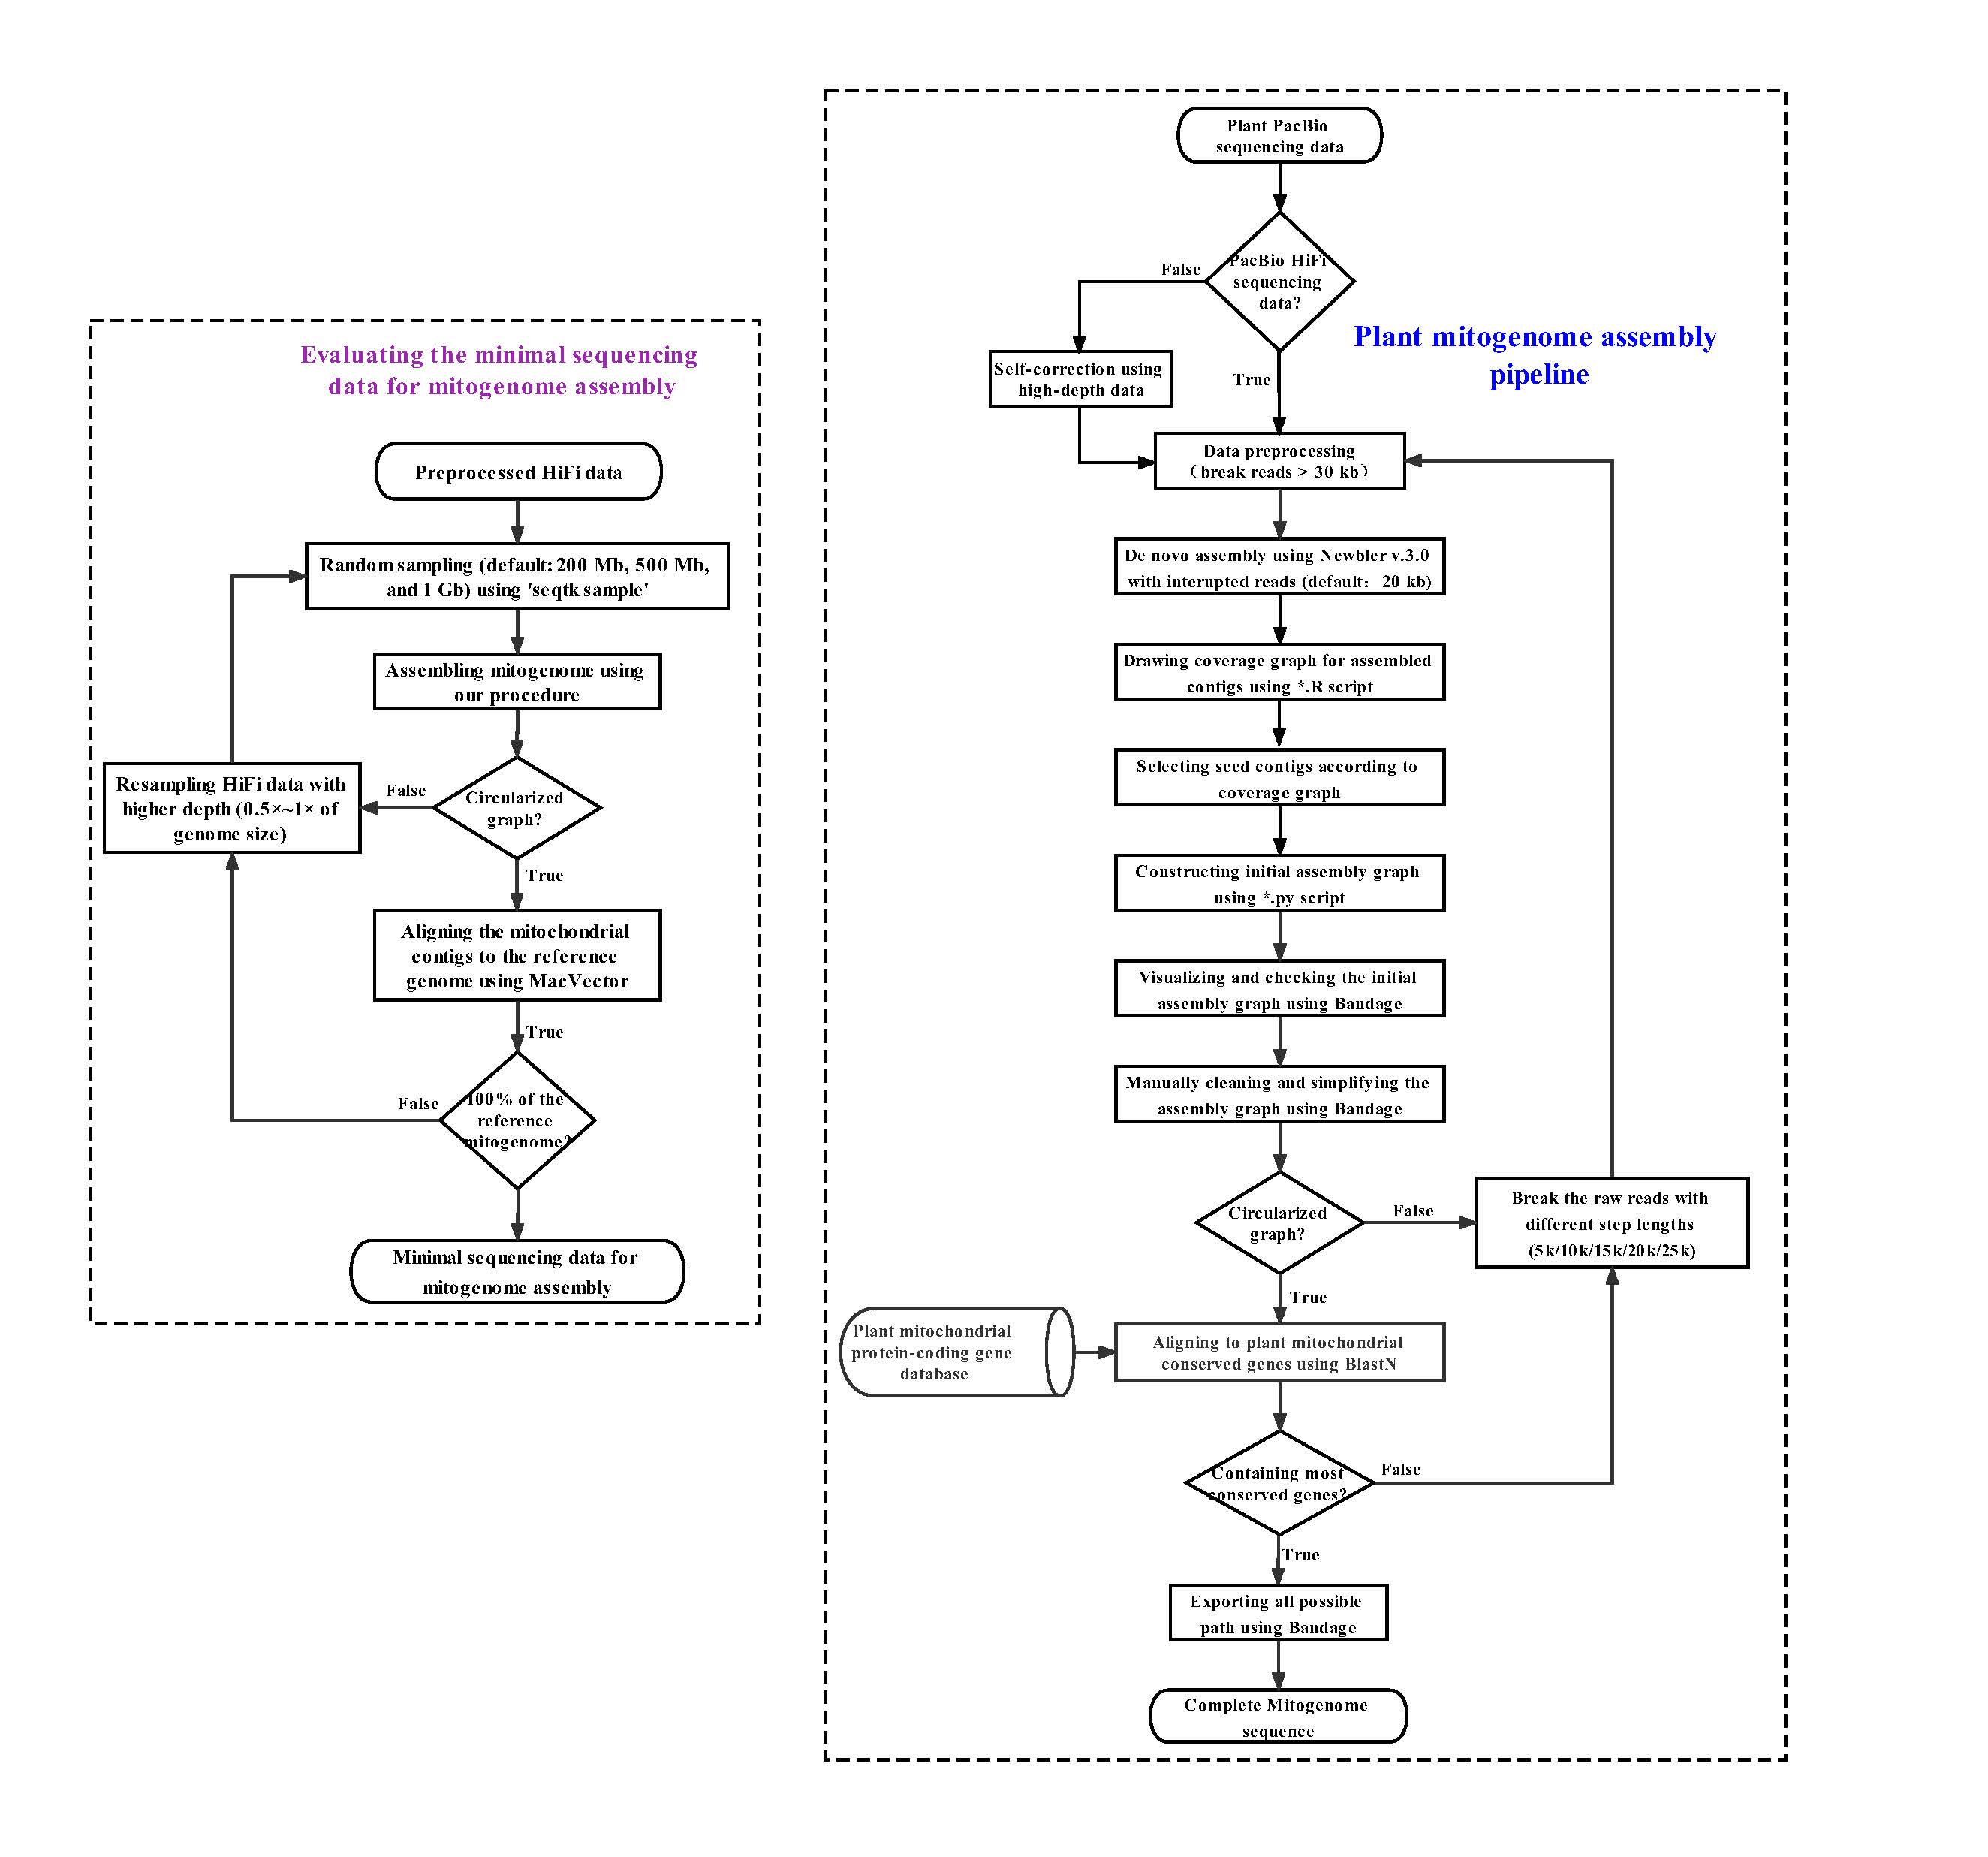 Evaluating the minimal sequencing
data for mitogenome assembly
Preprocessed HiFi data
Random sampling (default: 200 Mb, 500 Mb,
and 1 Gb) using 'seqtk sample'
Assembling mitogenome using
our procedure
Resampling HiFi data with
higher depth (0.5×~1× of
genome size)
False
Circularized
graph?
True
Aligning the mitochondrial
contigs to the reference
genome using MacVector
True
False
100% of the
reference
mitogenome?
Minimal sequencing data for
mitogenome assembly
Plant PacBio
sequencing data
False
PacBio HiFi
sequencing
data?
Plant mitogenome assembly
pipeline
Self-correction using
high-depth data
True
Data preprocessing
（break reads > 30 kb）
De novo assembly using Newbler v.3.0
with interupted reads (default： 20 kb)
Drawing coverage graph for assembled
contigs using *.R script
Selecting seed contigs according to
coverage graph
Constructing initial assembly graph
using *.py script
Visualizing and checking the initial
assembly graph using Bandage
Manually cleaning and simplifying the
assembly graph using Bandage
Circularized
graph?
False
Break the raw reads with
different step lengths
(5k/10k/15k/20k/25k)
True
Plant mitochondrial
protein-coding gene
database
Aligning to plant mitochondrial
conserved genes using BlastN
Containing most
conserved genes?
False
True
Exporting all possible
path using Bandage
Complete Mitogenome
sequence